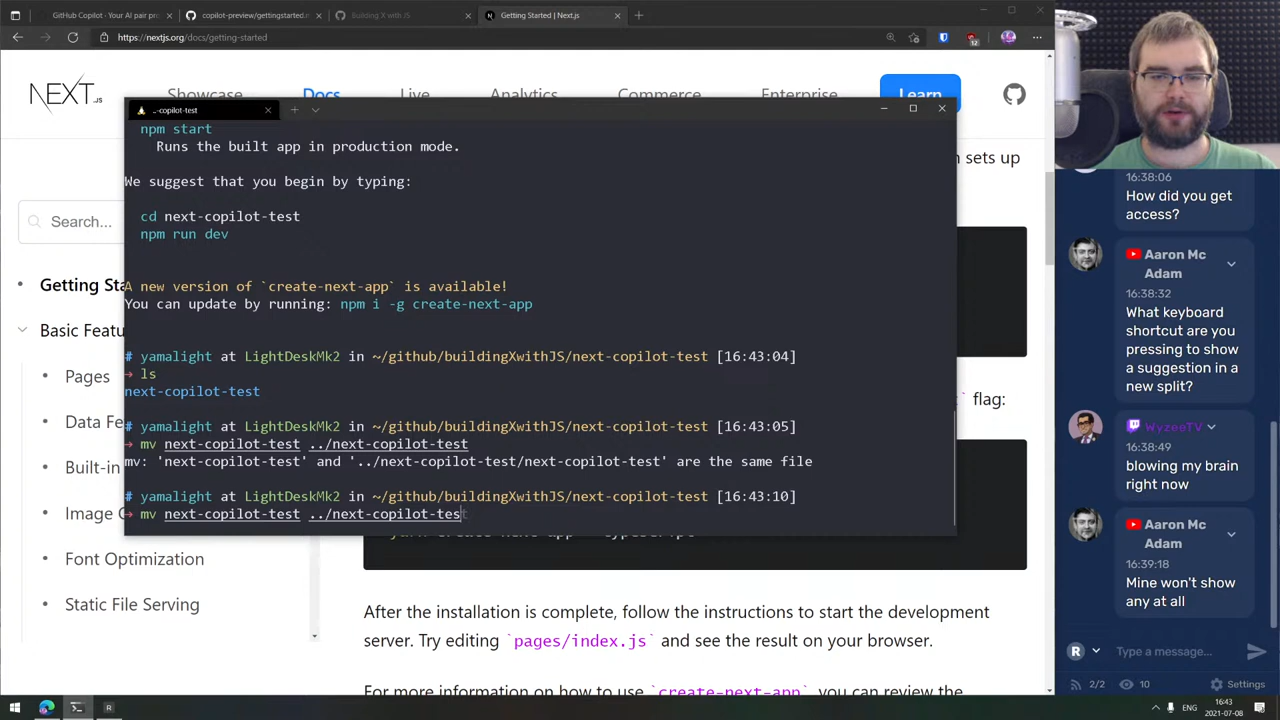 GitHub Copilot · Your AI pair pro
copilot-preview/gettingstarted.m
Building X with JS
Getting Started | Next.js
https://nextjs.org/docs/getting-started
12
NEXT.JS
Showcase
Docs
Live
Analytics
Commerce
Enterprise
Learn
Search...
Getting Sta
Basic Featu
Pages
Data Fe
Built-in
Image O
Font Optimization
Static File Serving
n sets up
` flag:
..-copilot-test
npm start
Runs the built app in production mode.
We suggest that you begin by typing:
cd next-copilot-test
npm run dev
A new version of `create-next-app` is available!
You can update by running: npm i -g create-next-app
# yamalight at LightDeskMk2 in ~/github/buildingXwithJS/next-copilot-test [16:43:04]
→ ls
next-copilot-test
# yamalight at LightDeskMk2 in ~/github/buildingXwithJS/next-copilot-test [16:43:05]
→ mv next-copilot-test ../next-copilot-test
mv: 'next-copilot-test' and '../next-copilot-test/next-copilot-test' are the same file
# yamalight at LightDeskMk2 in ~/github/buildingXwithJS/next-copilot-test [16:43:10]
→ mv next-copilot-test ../next-copilot-test
After the installation is complete, follow the instructions to start the development
server. Try editing `pages/index.js` and see the result on your browser.
For more information on how to use `create-next-app` you can review the
16:38:06
How did you get
access?
Aaron Mc
Adam
16:38:32
What keyboard
shortcut are you
pressing to show
a suggestion in a
new split?
WyzeeTV
16:38:49
blowing my brain
right now
Aaron Mc
Adam
16:39:18
Mine won't show
any at all
R
Type a message...
2/2
10
Settings
R
ENG
16:43
2021-07-08